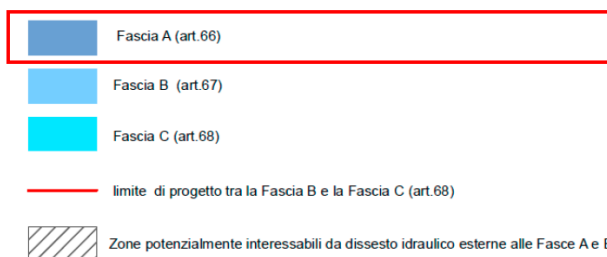 Fascia A (art.66)
Fascia B (art.67)
Fascia C (art.68)
limite di progetto tra la Fascia B e la Fascia C (art.68)
Zone potenzialmente interessabili da dissesto idraulico esterne alle Fasce A e